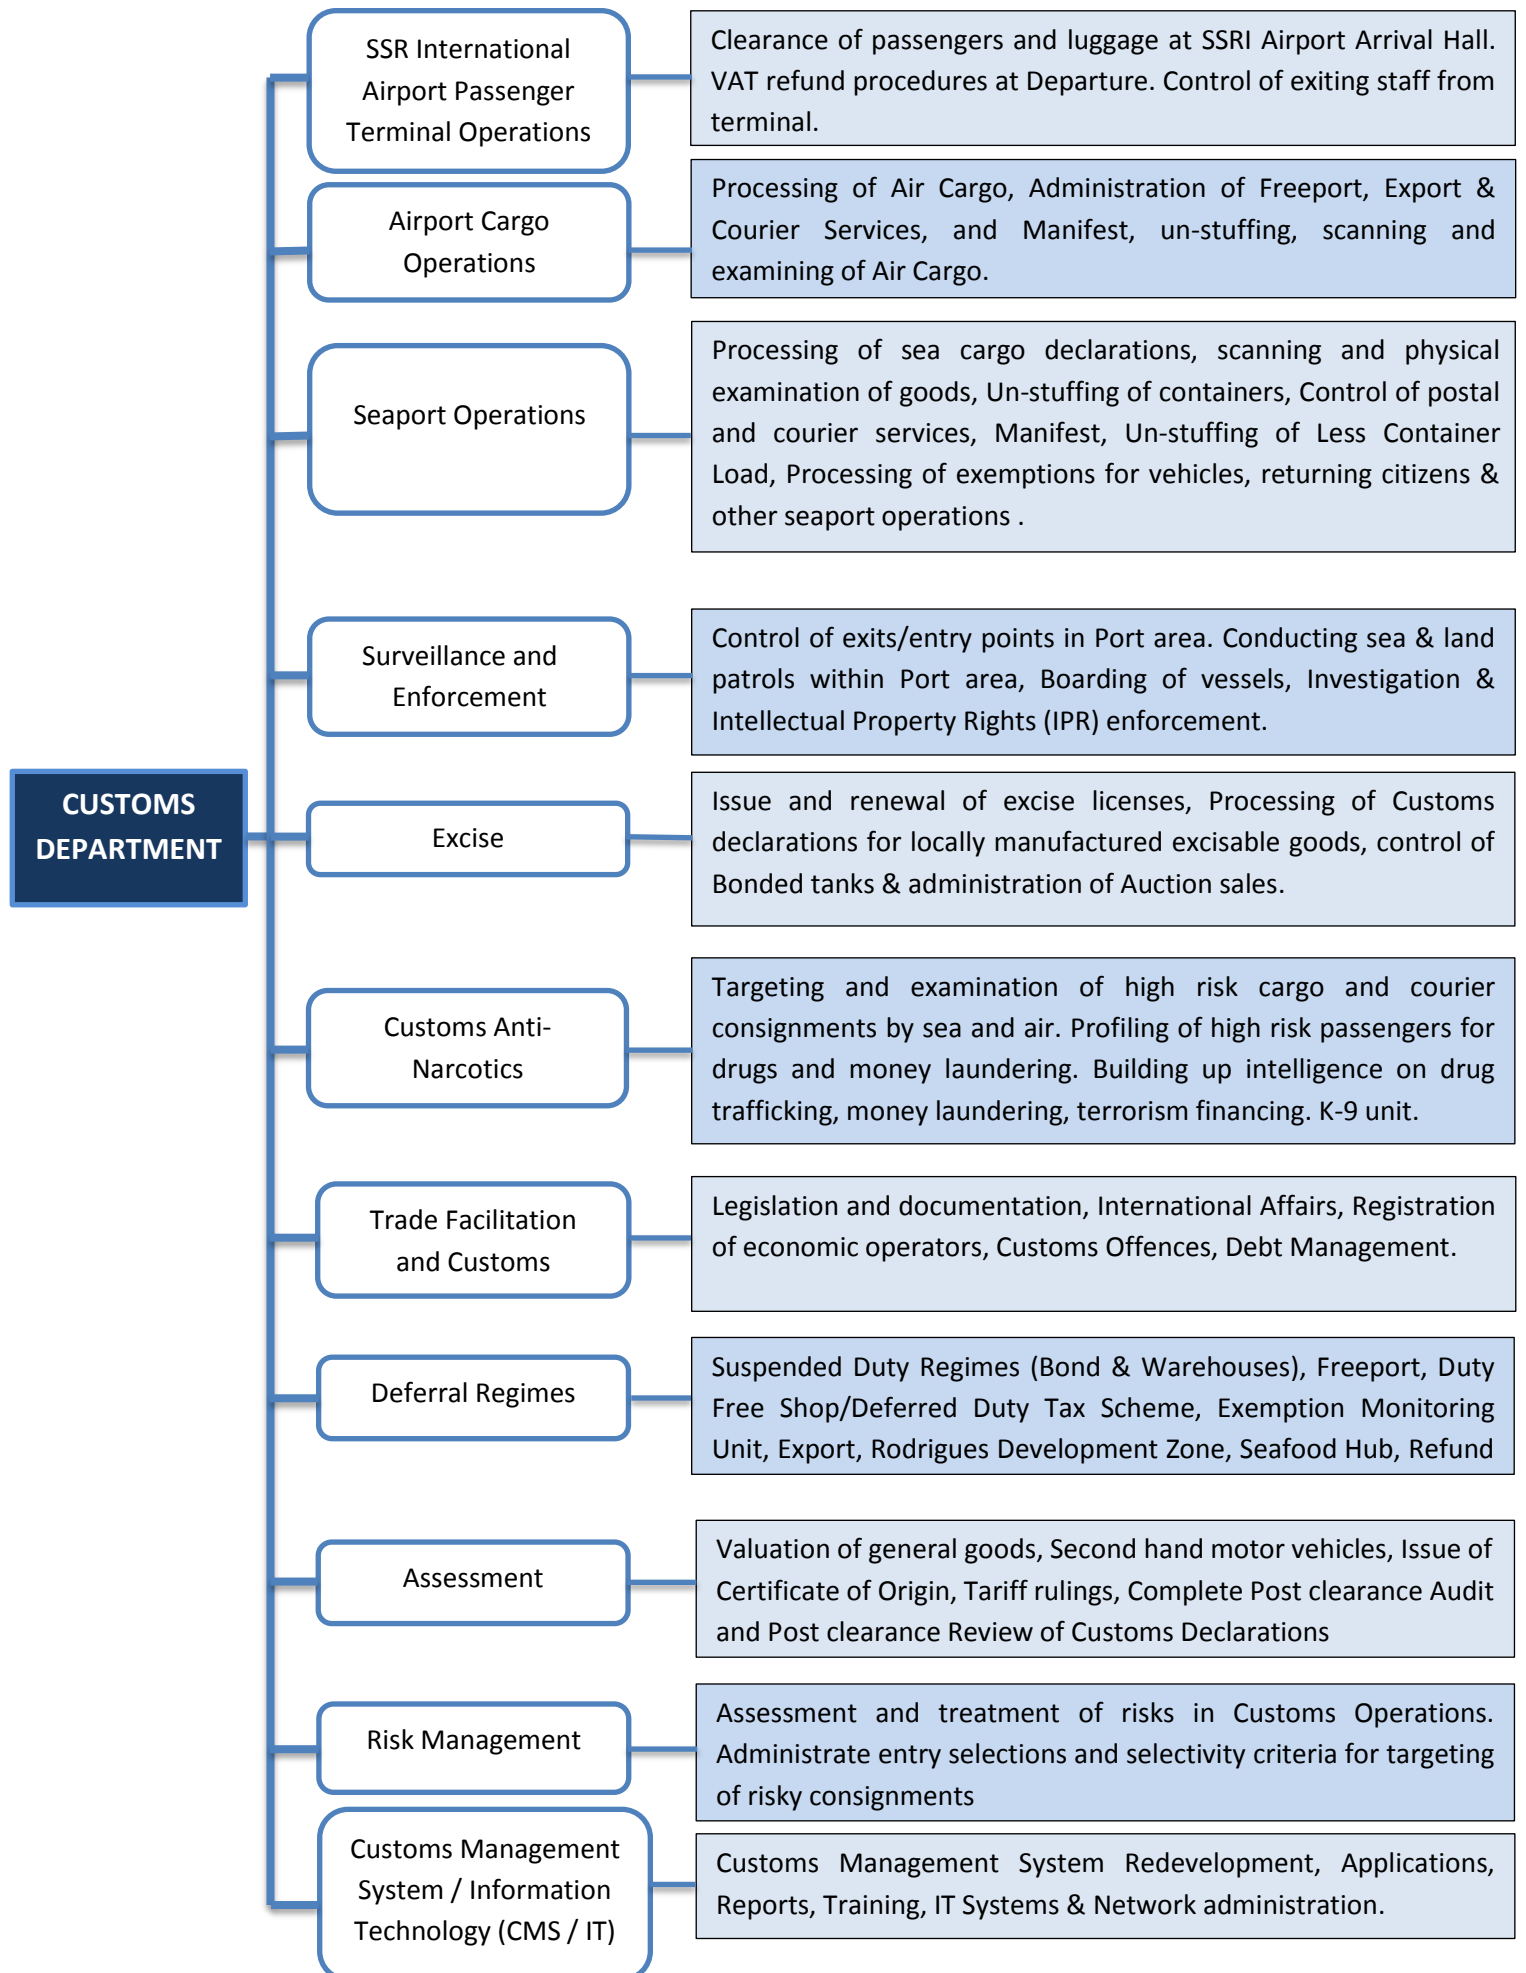 SSR International
Airport Passenger
Terminal Operations
Clearance of passengers and luggage at SSRI Airport Arrival Hall.
VAT refund procedures at Departure. Control of exiting staff from
terminal.
Airport Cargo
Operations
Processing of Air Cargo, Administration of Freeport, Export &
Courier Services, and Manifest, un-stuffing, scanning and
examining of Air Cargo.
Seaport Operations
Processing of sea cargo declarations, scanning and physical
examination of goods, Un-stuffing of containers, Control of postal
and courier services, Manifest, Un-stuffing of Less Container
Load, Processing of exemptions for vehicles, returning citizens &
other seaport operations .
Surveillance and
Enforcement
Control of exits/entry points in Port area. Conducting sea & land
patrols within Port area, Boarding of vessels, Investigation &
Intellectual Property Rights (IPR) enforcement.
CUSTOMS
DEPARTMENT
Excise
Issue and renewal of excise licenses, Processing of Customs
declarations for locally manufactured excisable goods, control of
Bonded tanks & administration of Auction sales.
Customs Anti-
Narcotics
Targeting and examination of high risk cargo and courier
consignments by sea and air. Profiling of high risk passengers for
drugs and money laundering. Building up intelligence on drug
trafficking, money laundering, terrorism financing. K-9 unit.
Trade Facilitation
and Customs
Legislation and documentation, International Affairs, Registration
of economic operators, Customs Offences, Debt Management.
Deferral Regimes
Suspended Duty Regimes (Bond & Warehouses), Freeport, Duty
Free Shop/Deferred Duty Tax Scheme, Exemption Monitoring
Unit, Export, Rodrigues Development Zone, Seafood Hub, Refund
Assessment
Valuation of general goods, Second hand motor vehicles, Issue of
Certificate of Origin, Tariff rulings, Complete Post clearance Audit
and Post clearance Review of Customs Declarations
Risk Management
Assessment and treatment of risks in Customs Operations.
Administrate entry selections and selectivity criteria for targeting
of risky consignments
Customs Management
System / Information
Technology (CMS / IT)
Customs Management System Redevelopment, Applications,
Reports, Training, IT Systems & Network administration.